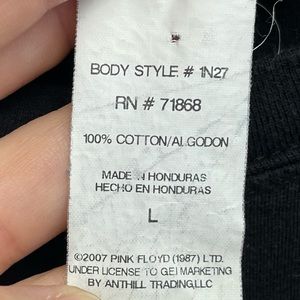 BODY STYLE # 1N27
RN # 71868
100% COTTON/ALGODON
MADE IN HONDURAS
HECHO EN HONDURAS
L
©2007 PINK FLOYD (1987) LTD.
UNDER LICENSE TO GEI MARKETING
BY ANTHILL TRADING,LLC